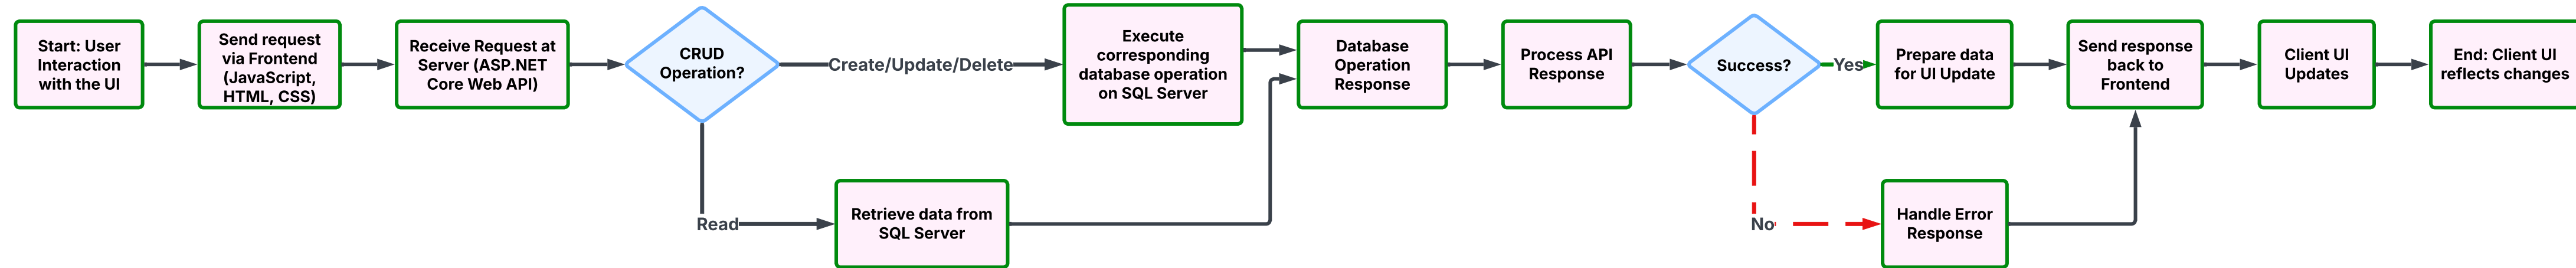 Start: User
Interaction
with the UI
Send request
via Frontend
(JavaScript,
HTML, CSS)
Receive Request at
Server (ASP.NET
Core Web API)
CRUD
Operation?
Create/Update/Delete
Execute
corresponding
database operation
on SQL Server
Read
Retrieve data from
SQL Server
Database
Operation
Response
Process API
Response
Success?
Yes
Prepare data
for UI Update
No
Handle Error
Response
Send response
back to
Frontend
Client UI
Updates
End: Client UI
reflects changes